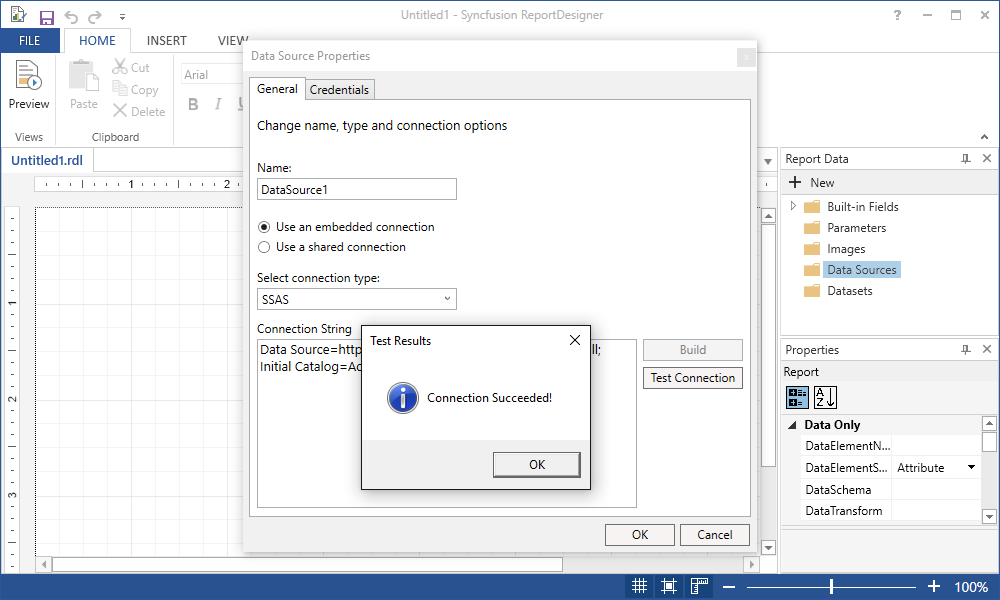 Untitled1 - Syncfusion ReportDesigner
?
FILE
HOME
INSERT
VIEW
Preview
Paste
Cut
Copy
Delete
Arial
B I U
Views
Clipboard
Untitled1.rdl
1 2
1
2
3
Data Source Properties
x
General
Credentials
Change name, type and connection options
Name:
DataSource1
Use an embedded connection
Use a shared connection
Select connection type:
SSAS
Connection String
Data Source=http ll;
Initial Catalog=Ad
Build
Test Connection
Test Results
Connection Succeeded!
OK
OK
Cancel
Report Data
New
Built-in Fields
Parameters
Images
Data Sources
Datasets
Properties
Report
A
Z
Data Only
DataElementN...
DataElementS... Attribute
DataSchema
DataTransform
100%